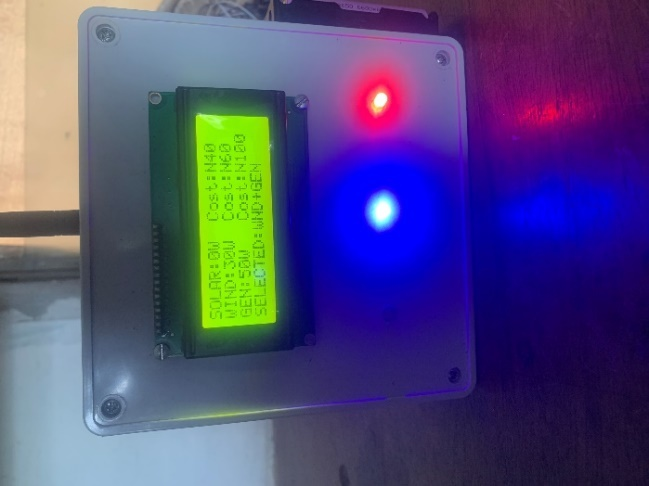 SOLAR:0W Cost:N40
WIND:30W Cost:N60
GEN:50W Cost:N100
SELECTED:WND+GEN